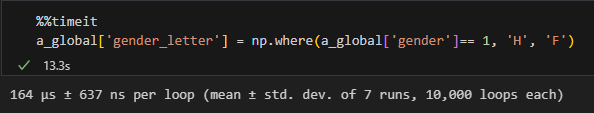 %%timeit
a_global['gender_letter'] = np.where(a_global['gender']== 1, 'H', 'F')
13.3s
164 µs ± 637 ns per loop (mean ± std. dev. of 7 runs, 10,000 loops each)